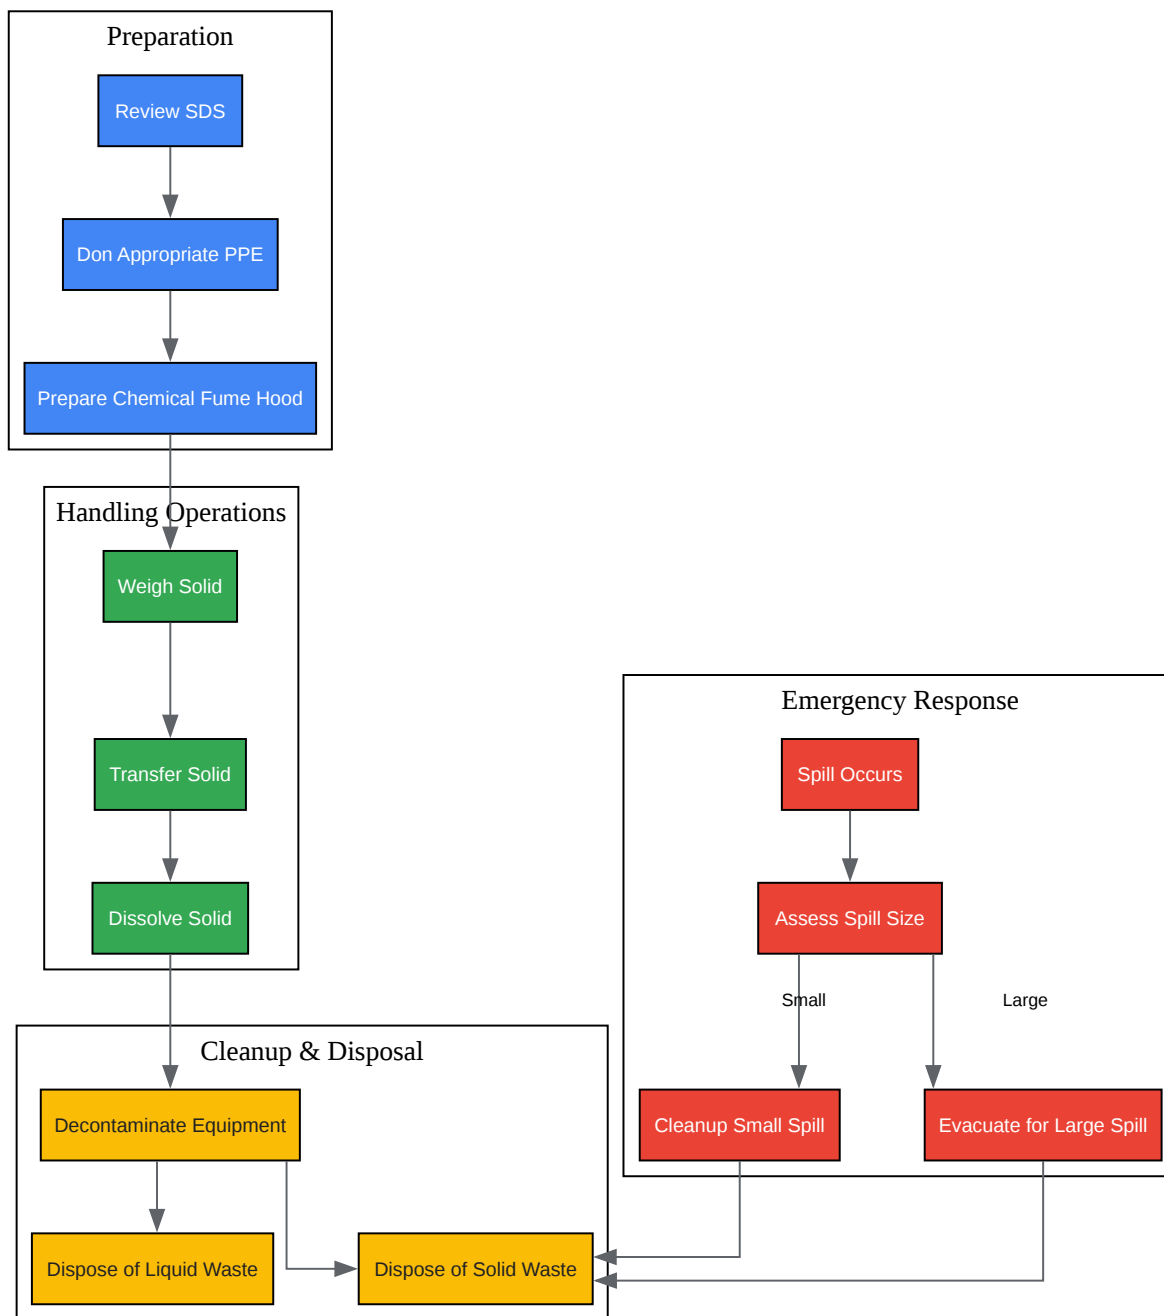 Preparation
Review SDS
Don Appropriate PPE
Prepare Chemical Fume Hood
Handling Operations
Weigh Solid
Transfer Solid
Dissolve Solid
Emergency Response
Spill Occurs
Assess Spill Size
Small
Large
Cleanup Small Spill
Evacuate for Large Spill
Cleanup & Disposal
Decontaminate Equipment
Dispose of Liquid Waste
Dispose of Solid Waste